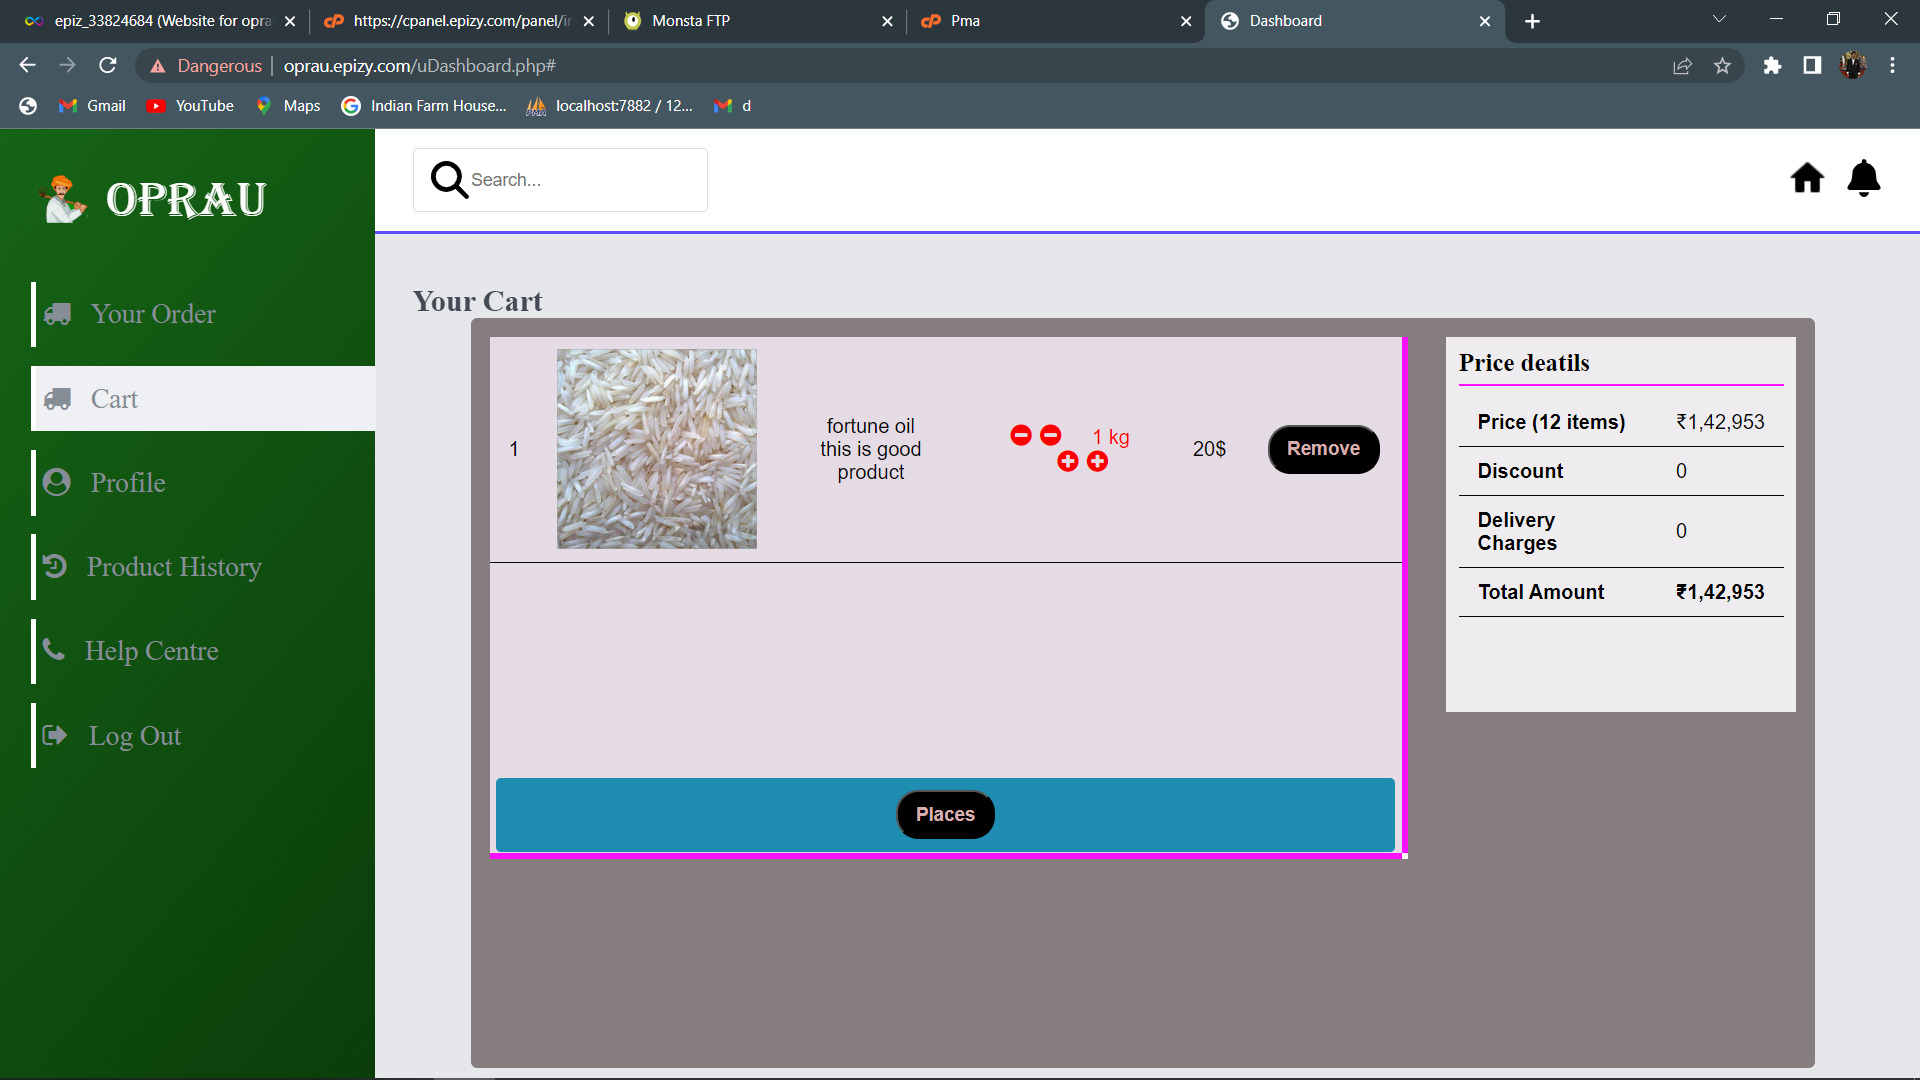 epiz_33824684 (Website for opra
https://cpanel.epizy.com/panel/in
Monsta FTP
Pma
Dashboard
Dangerous
oprau.epizy.com/uDashboard.php#
Gmail
YouTube
Maps
Indian Farm House...
localhost:7882 / 12...
d
OPRAU
Search...
Your Order
Cart
Profile
Product History
Help Centre
Log Out
Your Cart
1
fortune oil
this is good
product
1 kg
20$
Remove
Places
Price deatils
Price (12 items) ₹1,42,953
Discount 0
Delivery
Charges 0
Total Amount ₹1,42,953